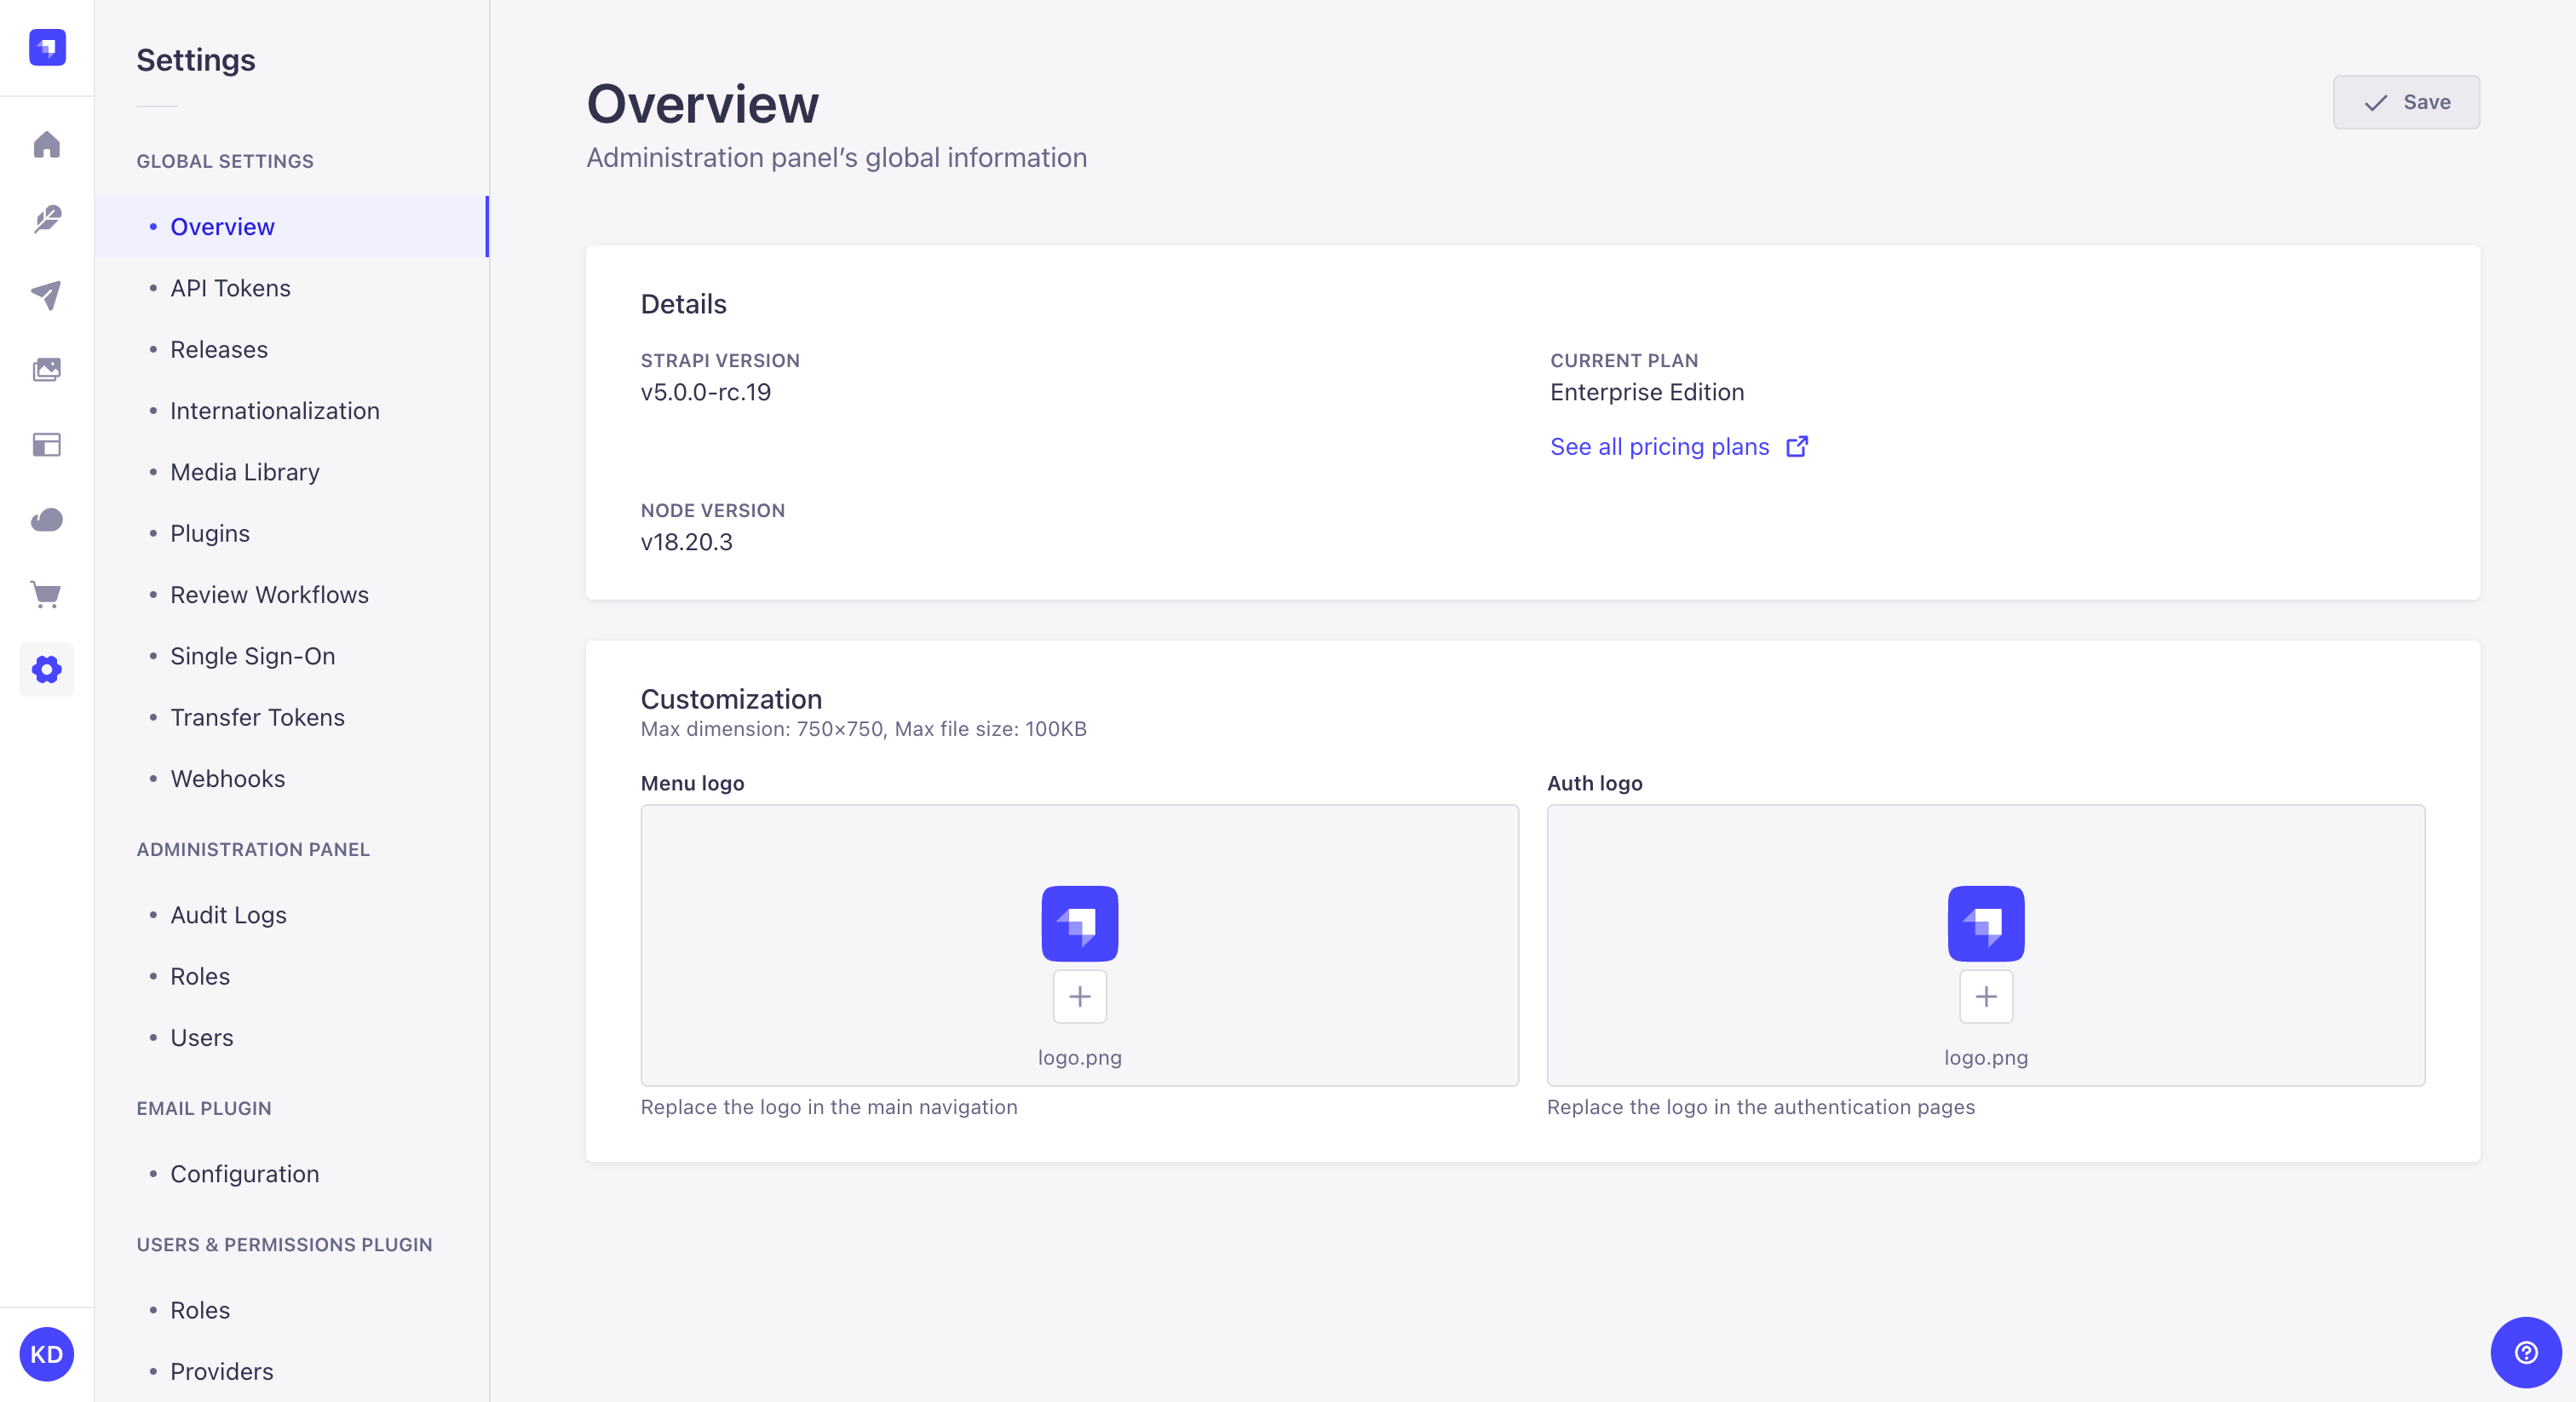 Settings
GLOBAL SETTINGS
Overview
API Tokens
Releases
Internationalization
Media Library
Plugins
Review Workflows
Single Sign-On
Transfer Tokens
Webhooks
ADMINISTRATION PANEL
Audit Logs
Roles
Users
EMAIL PLUGIN
Configuration
USERS & PERMISSIONS PLUGIN
Roles
Providers
KD
Overview
Save
Administration panel’s global information
Details
STRAPI VERSION
v5.0.0-rc.19
CURRENT PLAN
Enterprise Edition
See all pricing plans
NODE VERSION
v18.20.3
Customization
Max dimension: 750×750, Max file size: 100KB
Menu logo
logo.png
Replace the logo in the main navigation
Auth logo
logo.png
Replace the logo in the authentication pages